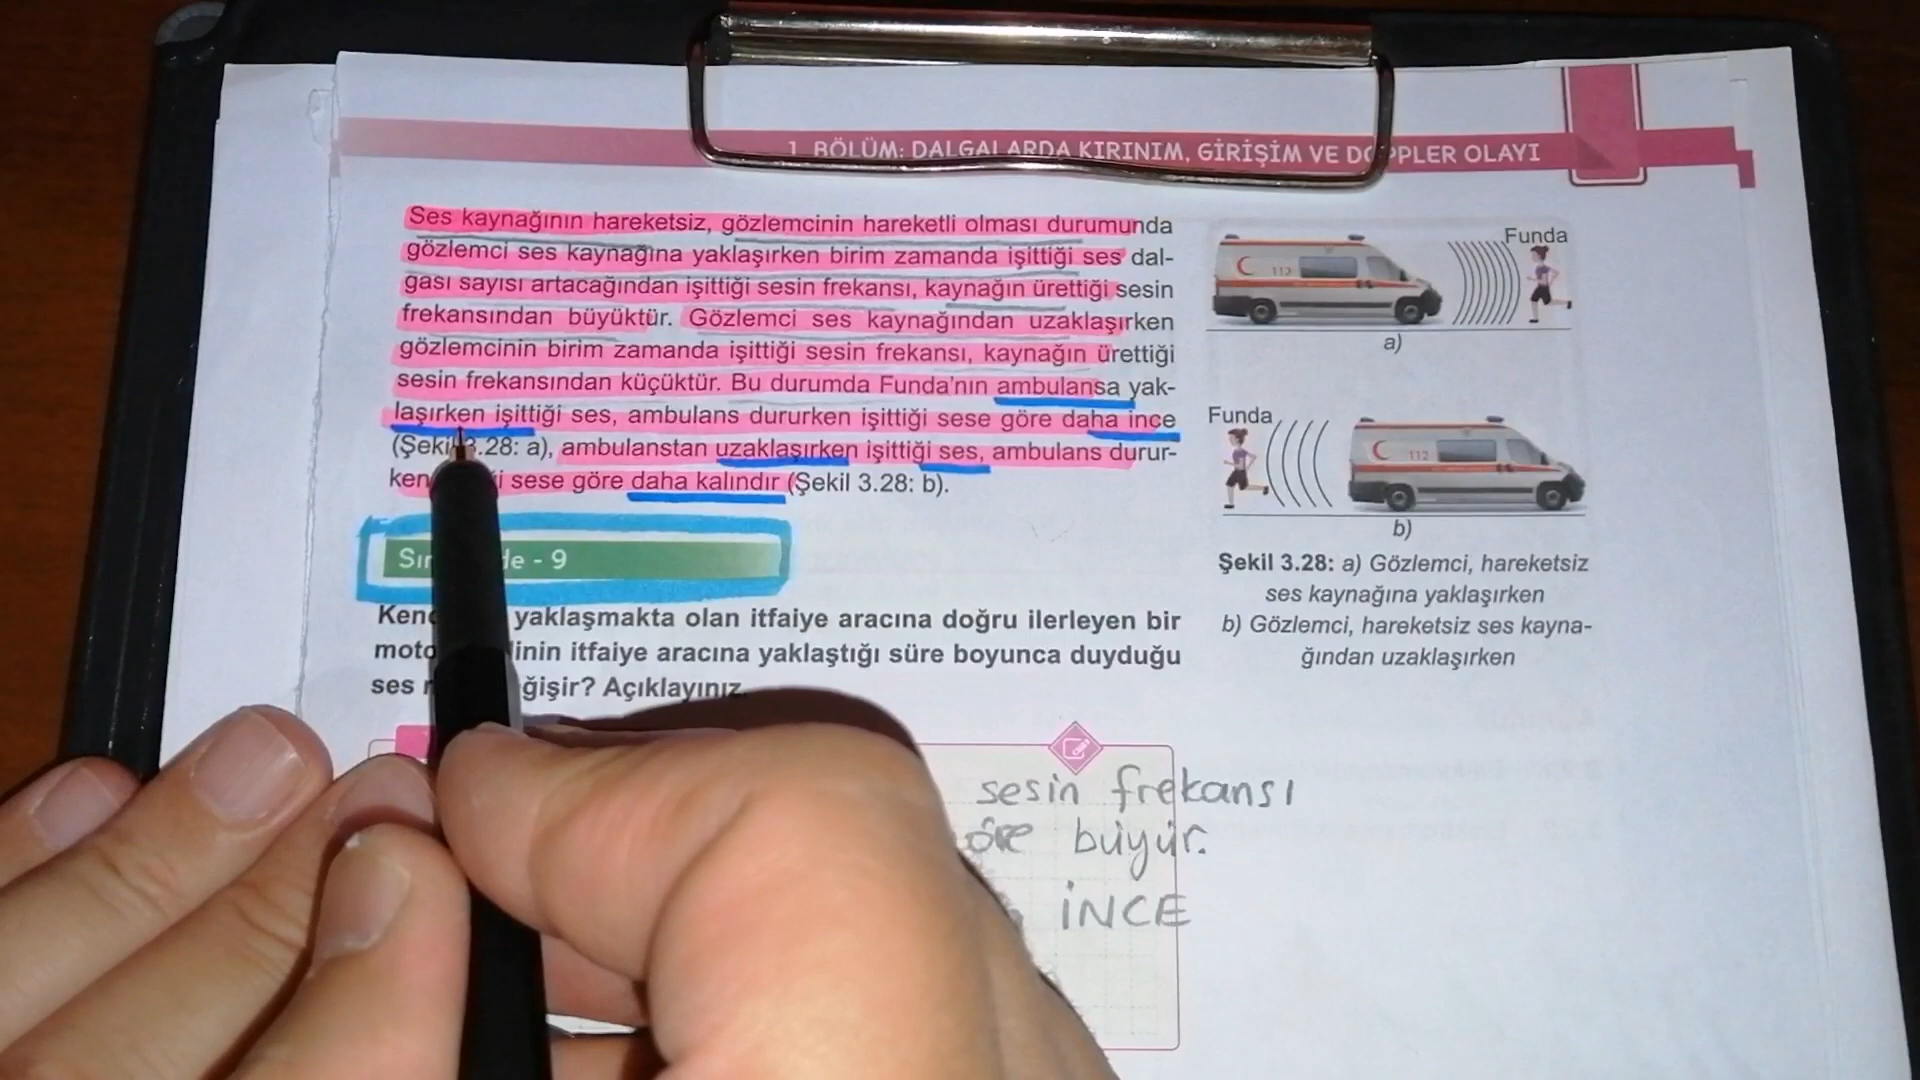 1. BÖLÜM: DALGALARDA KIRINIM, GİRİŞİM VE DOPPLER OLAYI
Ses kaynağının hareketsiz, gözlemcinin hareketli olması durumunda
gözlemci ses kaynağına yaklaşırken birim zamanda işittiği ses dal-
gası sayısı artacağından işittiği sesin frekansı, kaynağın ürettiği sesin
frekansından büyüktür. Gözlemci ses kaynağından uzaklaşırken
gözlemcinin birim zamanda işittiği sesin frekansı, kaynağın ürettiği
sesin frekansından küçüktür. Bu durumda Funda'nın ambulansa yak-
laşırken işittiği ses, ambulans dururken işittiği sese göre daha ince
(Şekil 3.28: a), ambulanstan uzaklaşırken işittiği ses, ambulans durur-
ken sese göre daha kalındır (Şekil 3.28: b).
Funda
112
a)
Funda
112
b)
Şekil 3.28: a) Gözlemci, hareketsiz
ses kaynağına yaklaşırken
b) Gözlemci, hareketsiz ses kayna-
ğından uzaklaşırken
- 9
yaklaşmakta olan itfaiye aracına doğru ilerleyen bir
itfaiye aracına yaklaştığı süre boyunca duyduğu
ses Açıklayınız.
sesin frekansı
büyür.
İNCE